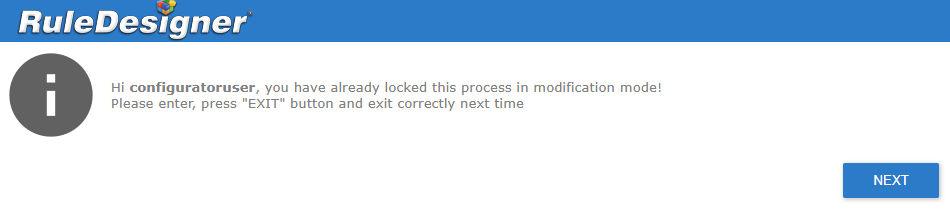 RuleDesigner
Hi configuratoruser, you have already locked this process in modification mode!
Please enter, press "EXIT" button and exit correctly next time
NEXT